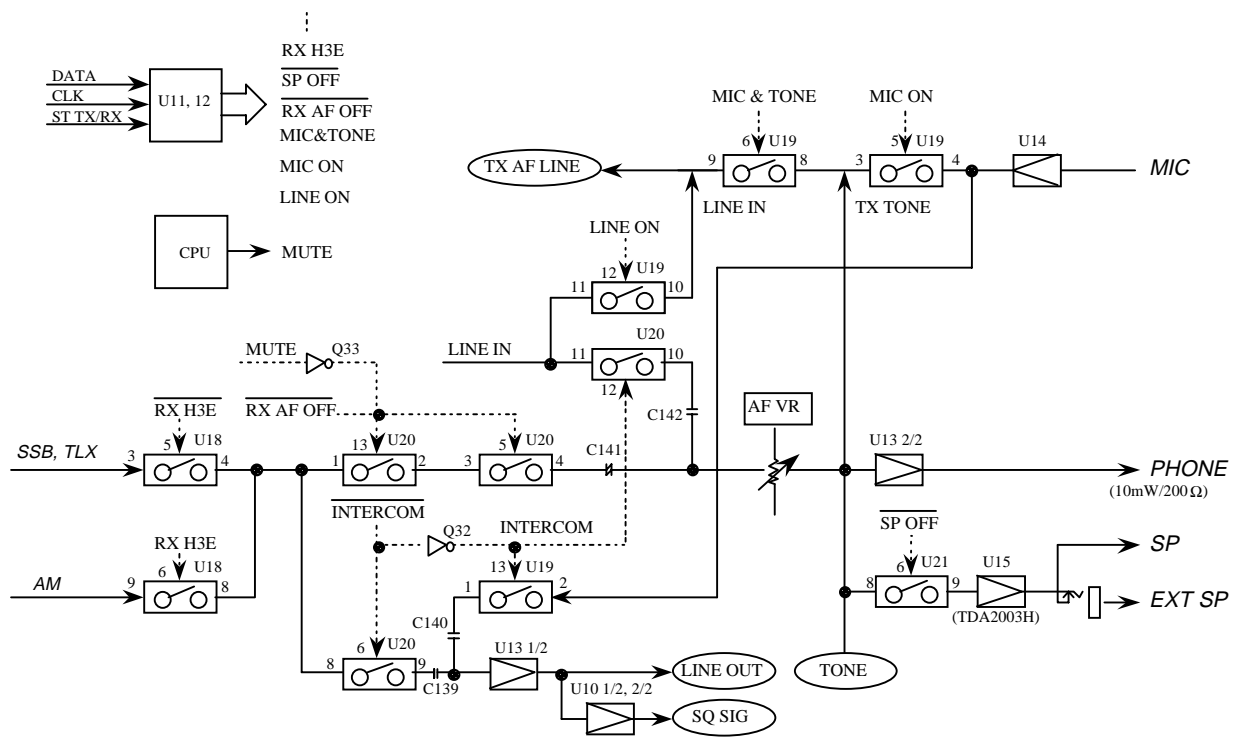 RX H3E
SP OFF
RX AF OFF
MIC&TONE
MIC ON
LINE ON
DATA
CLK
ST TX/RX
U11, 12
CPU
MUTE
MIC & TONE
MIC ON
6 U19
5 U19
U14
TX AF LINE
9
8
3
4
MIC
LINE IN
TX TONE
LINE ON
12 U19
11
10
U20
MUTE
Q33
LINE IN
11
10
12
C142
AF VR
RX H3E
RX AF OFF
5 U18
13 U20
5 U20
C141
U13 2/2
SSB, TLX
3
4
1
2
3
4
PHONE
(10mW/200Ω)
INTERCOM
Q32
INTERCOM
SP OFF
RX H3E
6 U18
13 U19
6 U21
U15
SP
AM
9
8
1
2
8
9
(TDA2003H)
EXT SP
C140
6 U20
U13 1/2
8
9
C139
LINE OUT
TONE
U10 1/2, 2/2
SQ SIG